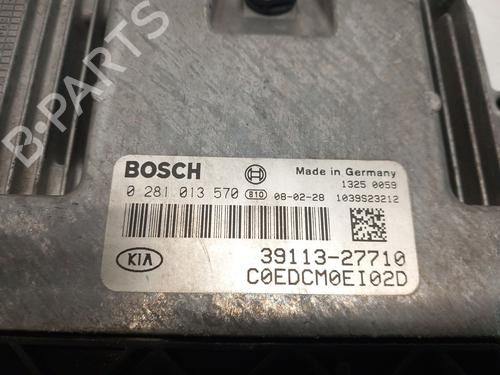 B-PARTS
BOSCH
Made in Germany
0 281 013 570 810 08-02-28
1325 0059
1039S23212
KIA
39113-27710
C0EDCM0EI02D